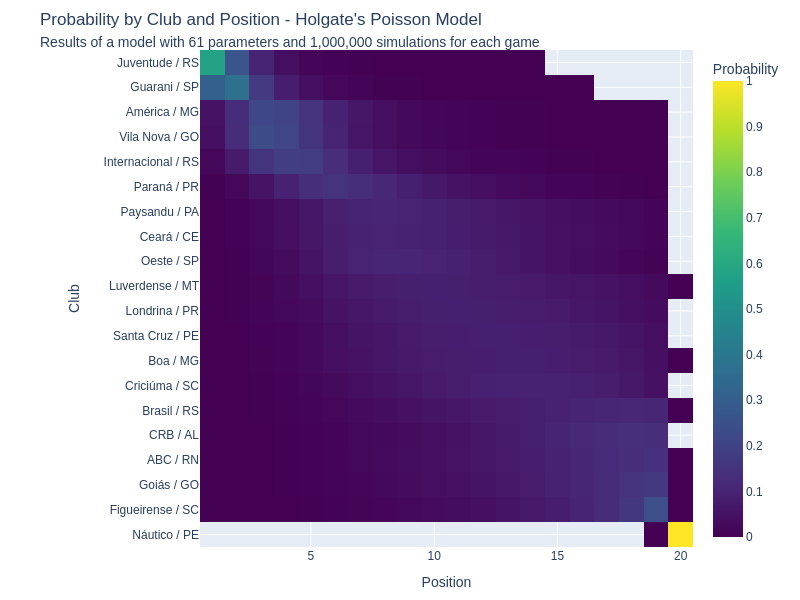 Probability by Club and Position - Holgate's Poisson Model
Results of a model with 61 parameters and 1,000,000 simulations for each game
Probability
Club
Juventude / RS
Guarani / SP
América / MG
Vila Nova / GO
Internacional / RS
Paraná / PR
Paysandu / PA
Ceará / CE
Oeste / SP
Luverdense / MT
Londrina / PR
Santa Cruz / PE
Boa / MG
Criciúma / SC
Brasil / RS
CRB / AL
ABC / RN
Goiás / GO
Figueirense / SC
Náutico / PE
5
10
15
20
Position
1
0.9
0.8
0.7
0.6
0.5
0.4
0.3
0.2
0.1
0